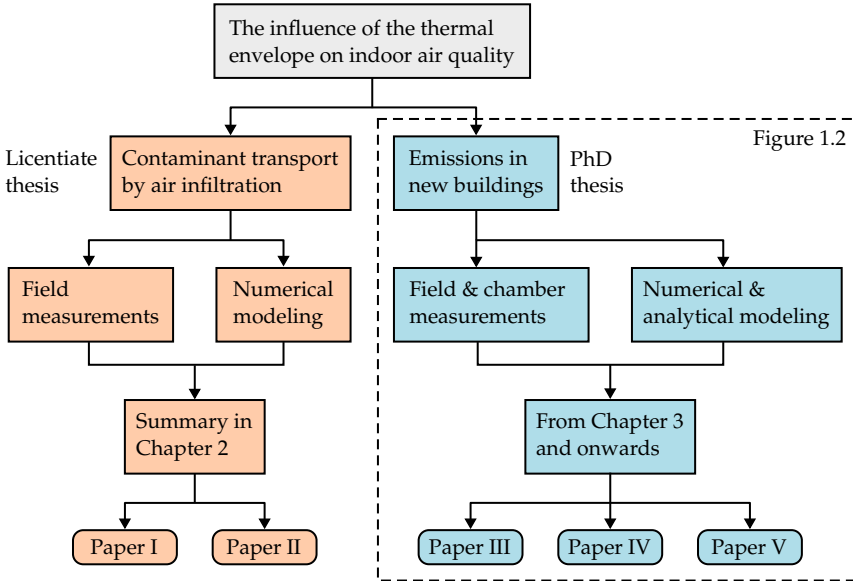 The influence of the thermal
envelope on indoor air quality
Figure 1.2
Licentiate
thesis
Contaminant transport
by air infiltration
Emissions in
new buildings
PhD
thesis
Field
measurements
Numerical
modeling
Field & chamber
measurements
Numerical &
analytical modeling
Summary in
Chapter 2
From Chapter 3
and onwards
Paper I
Paper II
Paper III
Paper IV
Paper V